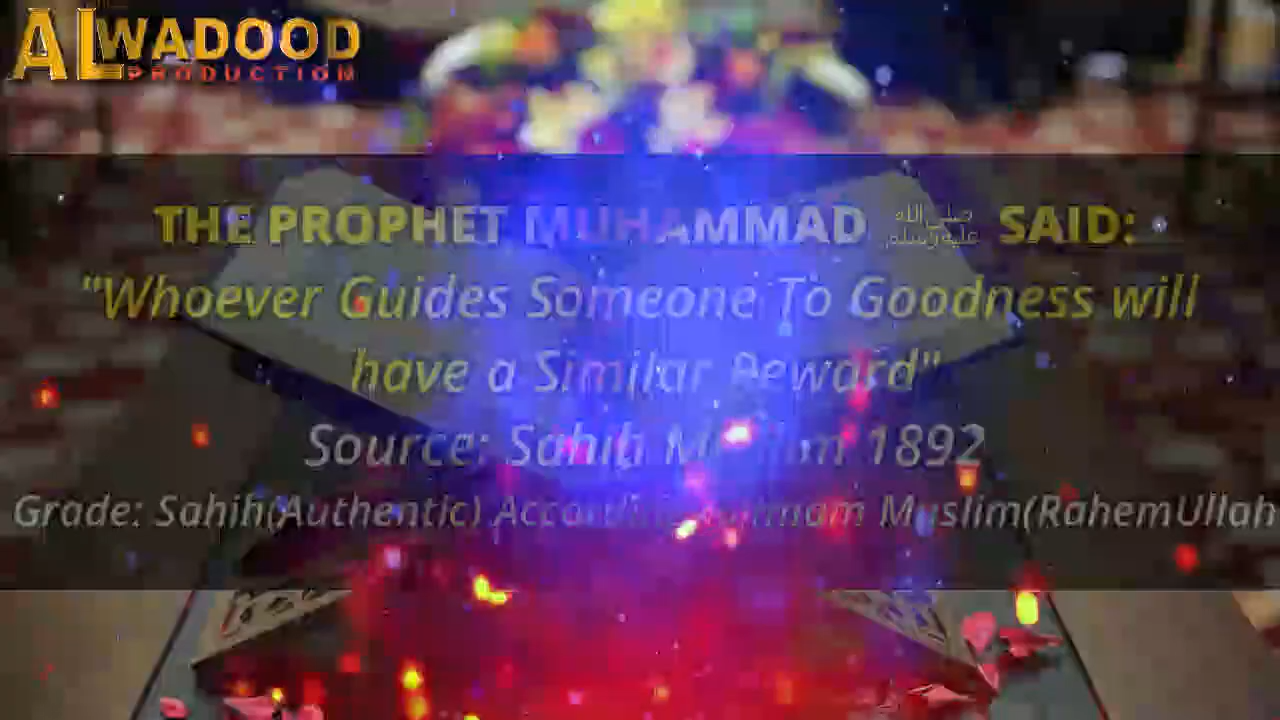 ALWADOOD
PRODUCTION
THE PROPHET MUHAMMAD ﷺ SAID:
"Whoever Guides Someone To Goodness will
have a Similar Reward"
Source: Sahih Muslim 1892
Grade: Sahih(Authentic) According to Imam Muslim(RahemUllah